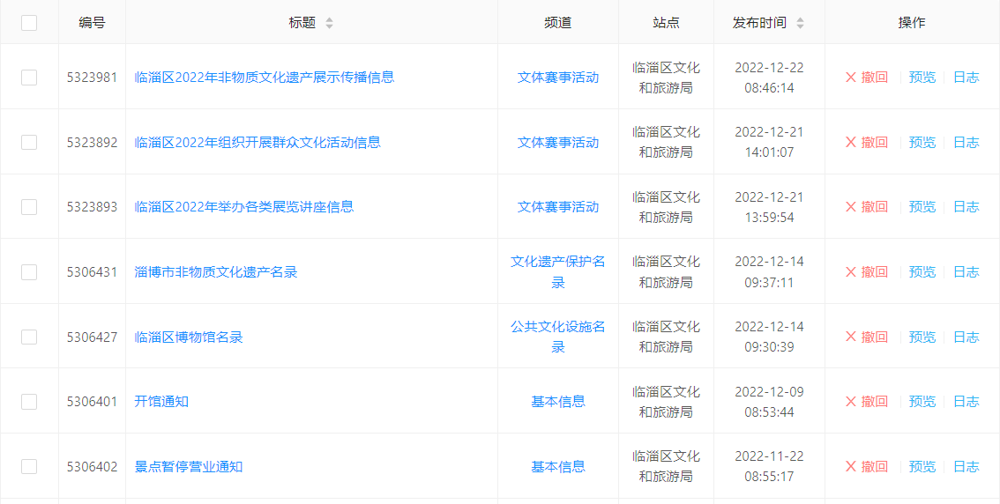 编号 标题 频道 站点 发布时间 操作
5323981 临淄区2022年非物质文化遗产展示传播信息 文体赛事活动 临淄区文化和旅游局 2022-12-22 08:46:14 撤回 预览 日志
5323892 临淄区2022年组织开展群众文化活动信息 文体赛事活动 临淄区文化和旅游局 2022-12-21 14:01:07 撤回 预览 日志
5323893 临淄区2022年举办各类展览讲座信息 文体赛事活动 临淄区文化和旅游局 2022-12-21 13:59:54 撤回 预览 日志
5306431 淄博市非物质文化遗产名录 文化遗产保护名录 临淄区文化和旅游局 2022-12-14 09:37:11 撤回 预览 日志
5306427 临淄区博物馆名录 公共文化设施名录 临淄区文化和旅游局 2022-12-14 09:30:39 撤回 预览 日志
5306401 开馆通知 基本信息 临淄区文化和旅游局 2022-12-09 08:53:44 撤回 预览 日志
5306402 景点暂停营业通知 基本信息 临淄区文化和旅游局 2022-11-22 08:55:17 撤回 预览 日志